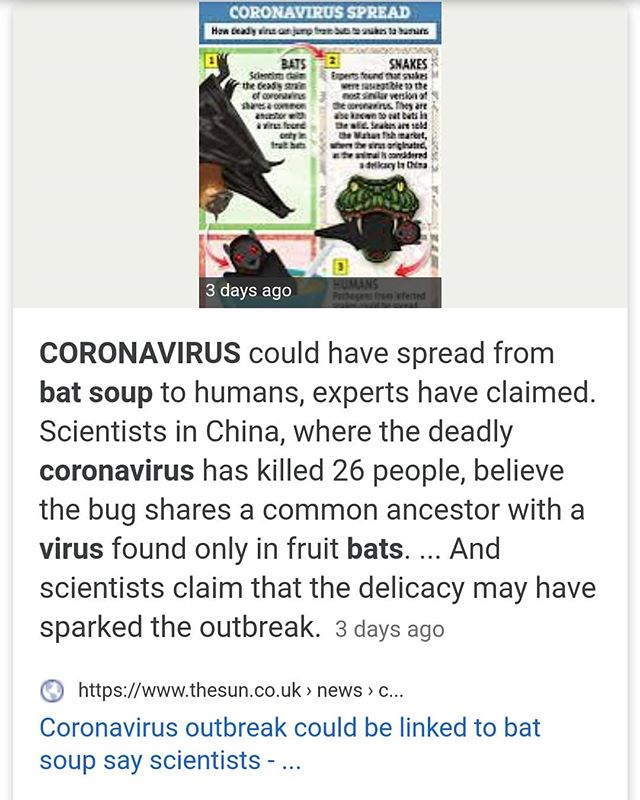 CORONAVIRUS SPREAD
How deadly virus can jump from bats to snakes to humans
1
BATS
Scientists claim
the deadly strain
of coronavirus
shares a common
ancestor with
a virus found
only in
fruit bats
2
SNAKES
Experts found that snakes
were susceptible to the
most similar version of
the coronavirus. They are
also known to eat bats in
the wild. Snakes are sold
the Wuhan fish market,
where the virus originated,
as the animal is considered
a delicacy in China
3
HUMANS
Pathogens from infected
snakes could be spread
3 days ago
CORONAVIRUS could have spread from
bat soup to humans, experts have claimed.
Scientists in China, where the deadly
coronavirus has killed 26 people, believe
the bug shares a common ancestor with a
virus found only in fruit bats. ... And
scientists claim that the delicacy may have
sparked the outbreak. 3 days ago
https://www.thesun.co.uk › news › c...
Coronavirus outbreak could be linked to bat
soup say scientists - ...